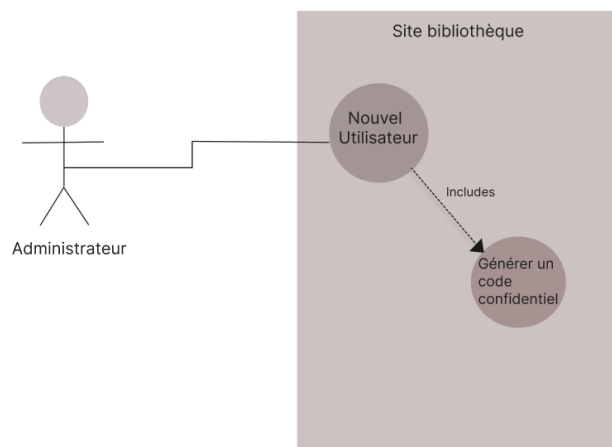 Site bibliothèque
Nouvel
Utilisateur
Includes
Administrateur
Générer un
code
confidentiel